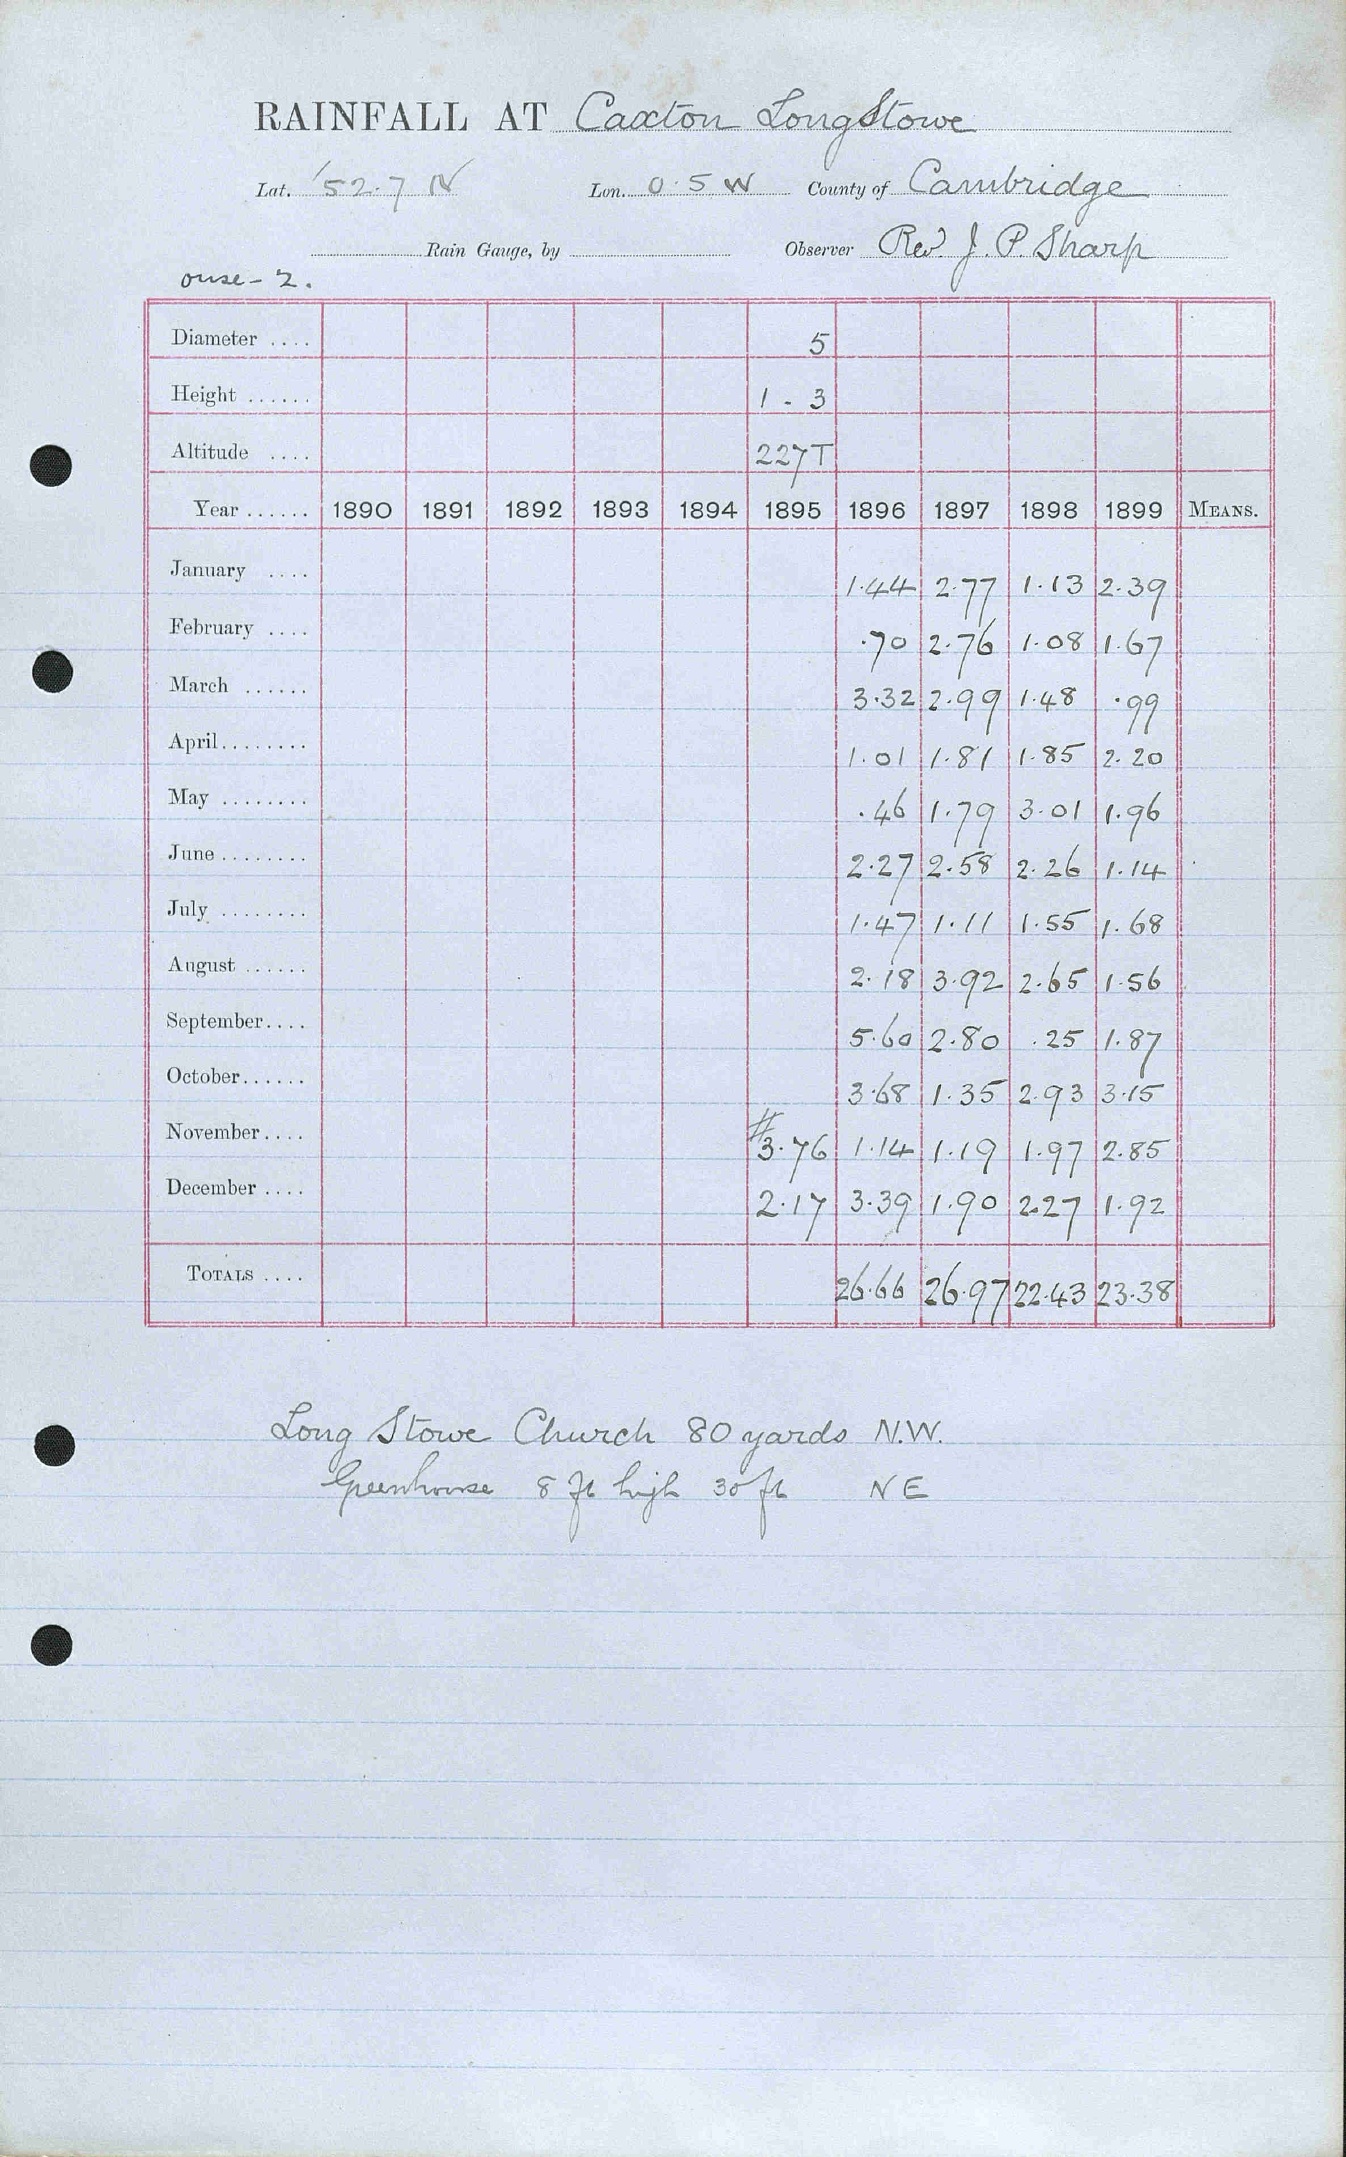 RAINFALL AT Caxton LongStowe
Lat. 52.7 N Lon. 0.5 W County of Cambridge
Rain Gauge, by Observer Rev. J. P. Sharp
ouse - 2.
Diameter .... 5
Height ...... 1 - 3
Altitude .... 227T
Year ...... 1890 1891 1892 1893 1894 1895 1896 1897 1898 1899 MEANS.
January .... 1.44 2.77 1.13 2.39
February .... .70 2.76 1.08 1.67
March ...... 3.32 2.99 1.48 .99
April ........ 1.01 1.81 1.85 2.20
May ........ .46 1.79 3.01 1.96
June ........ 2.27 2.58 2.26 1.14
July ........ 1.47 1.11 1.55 1.68
August ...... 2.18 3.92 2.65 1.56
September .... 5.60 2.80 .25 1.87
October ...... 3.68 1.35 2.93 3.15
November .... #3.76 1.14 1.19 1.97 2.85
December .... 2.17 3.39 1.90 2.27 1.92
TOTALS .... 26.66 26.97 22.43 23.38
Long Stowe Church 80 yards N.W.
Greenhouse 8 ft high 30 ft NE